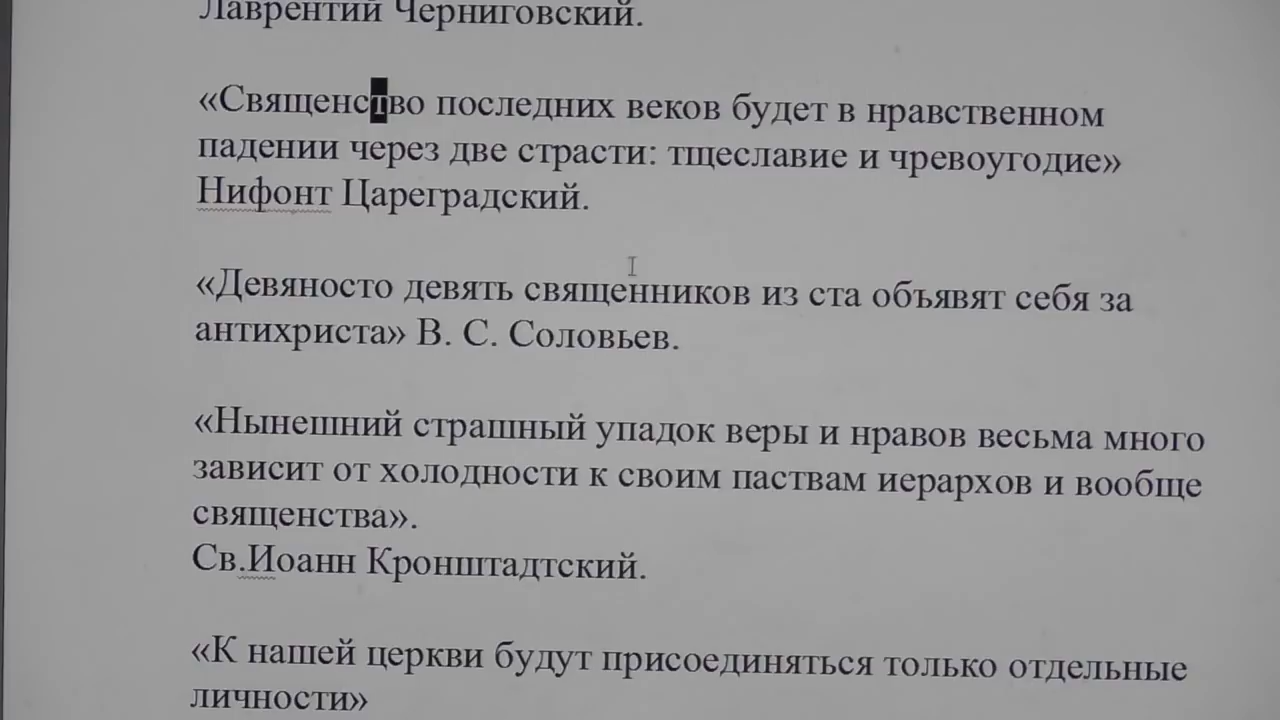 Лаврентий Черниговский.
«Священство последних веков будет в нравственном
падении через две страсти: тщеславие и чревоугодие»
Нифонт Цареградский.
«Девяносто девять священников из ста объявят себя за
антихриста» В. С. Соловьев.
«Нынешний страшный упадок веры и нравов весьма много
зависит от холодности к своим паствам иерархов и вообще
священства».
Св.Иоанн Кронштадтский.
«К нашей церкви будут присоединяться только отдельные
личности»